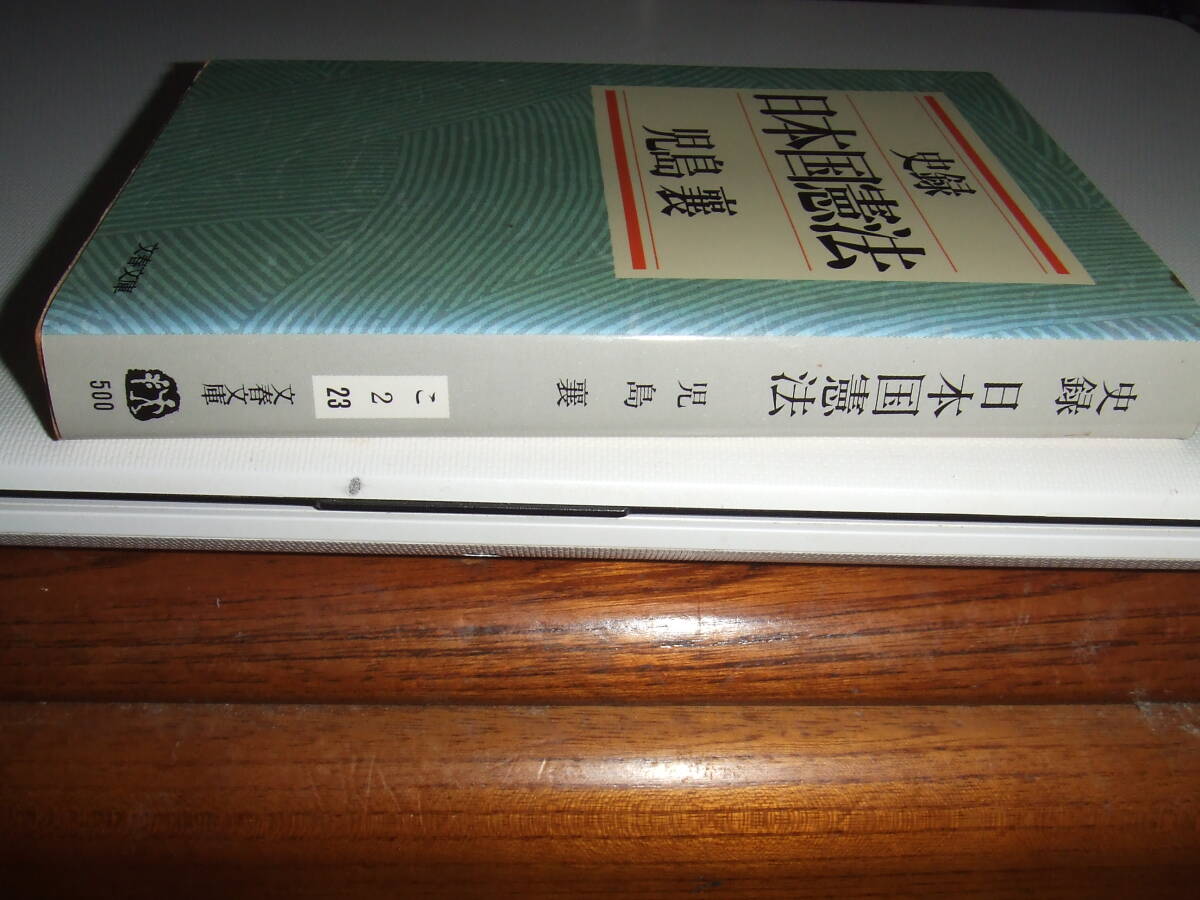 史録
日本国憲法
児島襄
文春文庫
史録 日本国憲法
児島 襄
こ
2
23
文春文庫
500